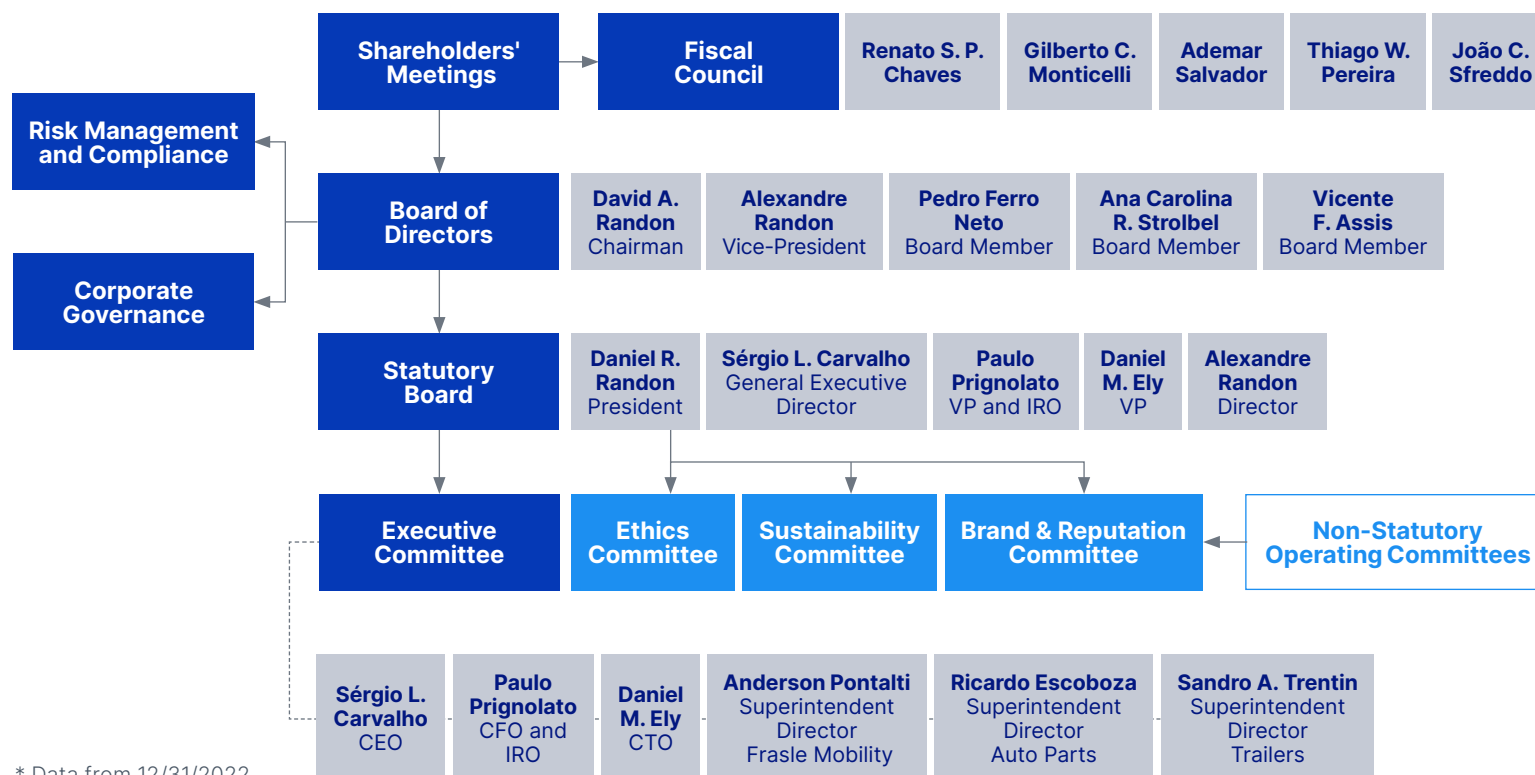 Shareholders'
Meetings
Fiscal
Council
Renato S. P.
Chaves
Gilberto C.
Monticelli
Ademar
Salvador
Thiago W.
Pereira
João C.
Sfreddo
Risk Management
and Compliance
Board of
Directors
David A.
Randon
Chairman
Alexandre
Randon
Vice-President
Pedro Ferro
Neto
Board Member
Ana Carolina
R. Strolbel
Board Member
Vicente
F. Assis
Board Member
Corporate
Governance
Statutory
Board
Daniel R.
Randon
President
Sérgio L. Carvalho
General Executive
Director
Paulo
Prignolato
VP and IRO
Daniel
M. Ely
VP
Alexandre
Randon
Director
Executive
Committee
Ethics
Committee
Sustainability
Committee
Brand & Reputation
Committee
Non-Statutory
Operating Committees
Sérgio L.
Carvalho
CEO
Paulo
Prignolato
CFO and
IRO
Daniel
M. Ely
CTO
Anderson Pontalti
Superintendent
Director
Frasle Mobility
Ricardo Escoboza
Superintendent
Director
Auto Parts
Sandro A. Trentin
Superintendent
Director
Trailers
* Data from 12/31/2022